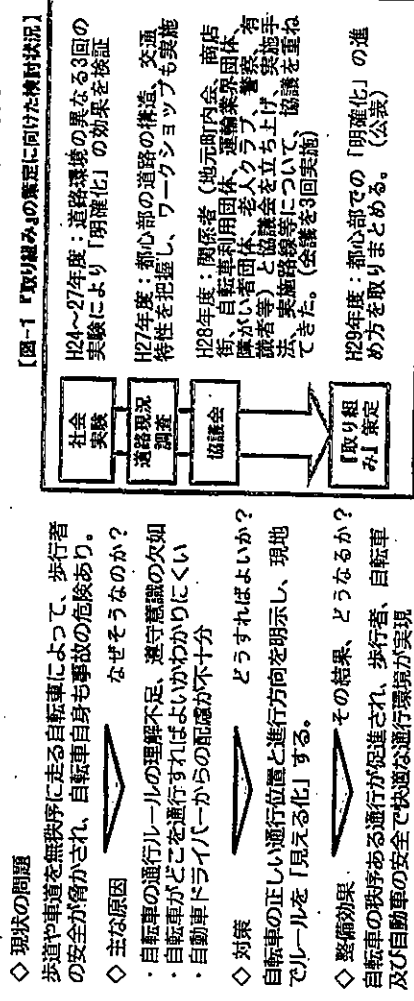 ◇ 現状の問題
歩道や車道を無秩序に走る自転車によって、歩行者
の安全が脅かされ、自転車自身も事故の危険あり。
なぜそうなのか?
◇ 主な原因
・自転車の通行ルールの理解不足、遵守意識の欠如
・自転車がどこを通行すればよいかわかりにくい
・自動車ドライバーからの配慮が不十分
どうすればよいか?
◇ 対策
自転車の正しい通行位置と進行方向を明示し、現地
でルールを「見える化」する。
その結果、どうなるか?
◇ 整備効果
自転車の秩序ある通行が促進され、歩行者、自転車
及び自動車の安全で快適な通行環境が実現
[図-1 『取り組み』の策定に向けた検討状況]
社会
実験
H24~27年度:道路環境の異なる3回の
実験により「明確化」の効果を検証
道路現況
調査
H27年度:都心部の道路の構造、交通
特性を把握し、ワークショップも実施
協議会
H28年度:関係者(地元町内会、商店
街、自転車利用団体、運輸業界団体、
障がい者団体、老人クラブ、警察、有
識者等)と協議会を立ち上げ、実施手
法、実施路線等について、協議を重ね
てきた。(会議を3回実施)
『取り組
み』策定
H29年度:都心部での「明確化」の進
め方を取りまとめる。(公表)